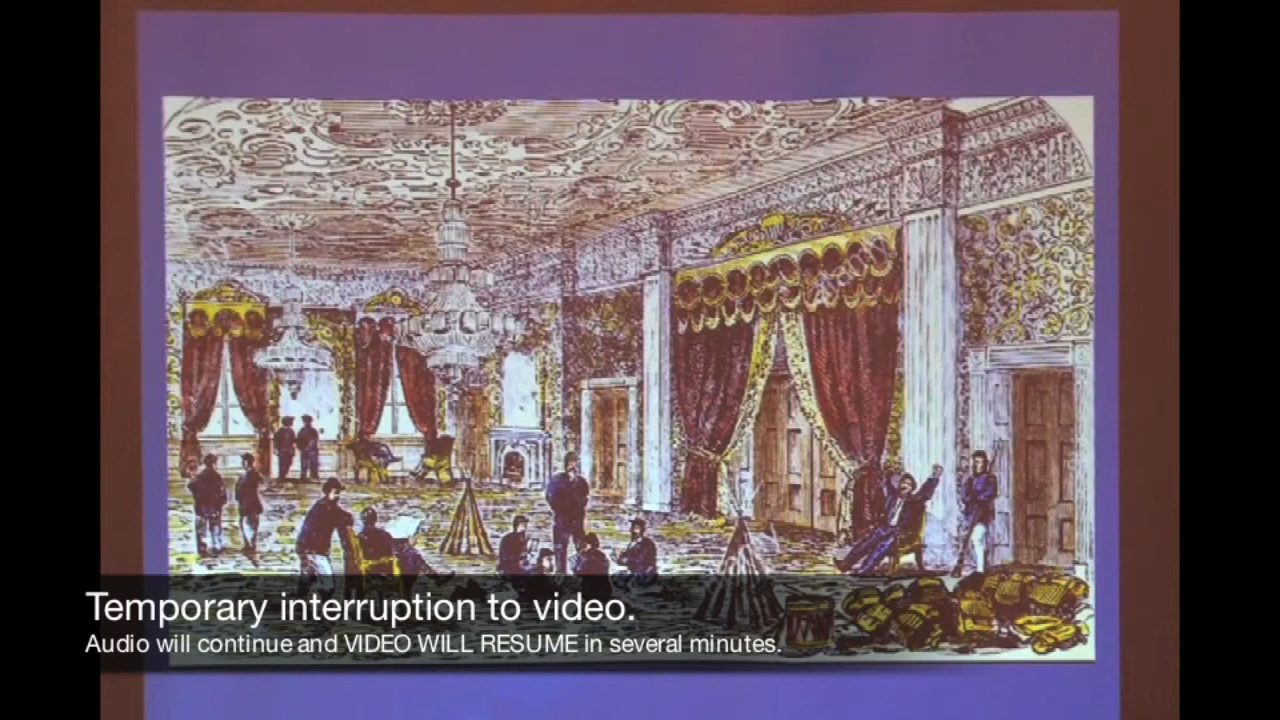 Temporary interruption to video.
Audio will continue and VIDEO WILL RESUME in several minutes.